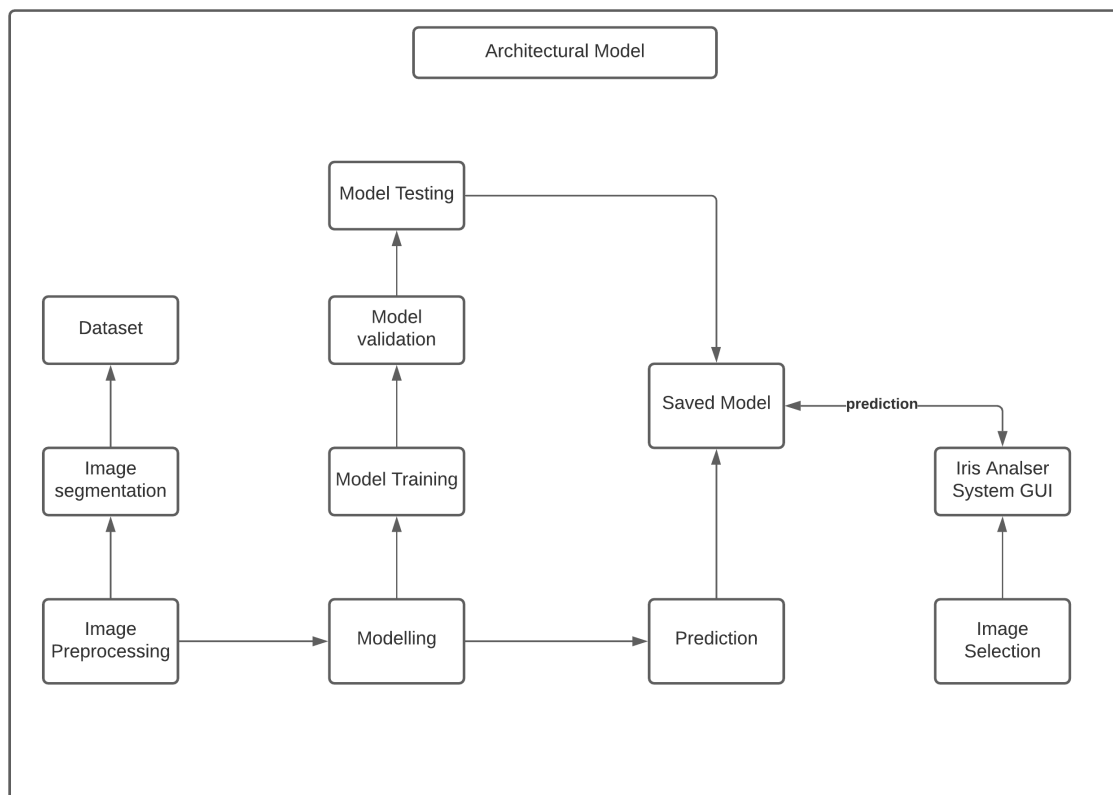 Architectural Model
Model Testing
Dataset
Model
validation
Saved Model
prediction
Image
segmentation
Model Training
Iris Analser
System GUI
Image
Preprocessing
Modelling
Prediction
Image
Selection